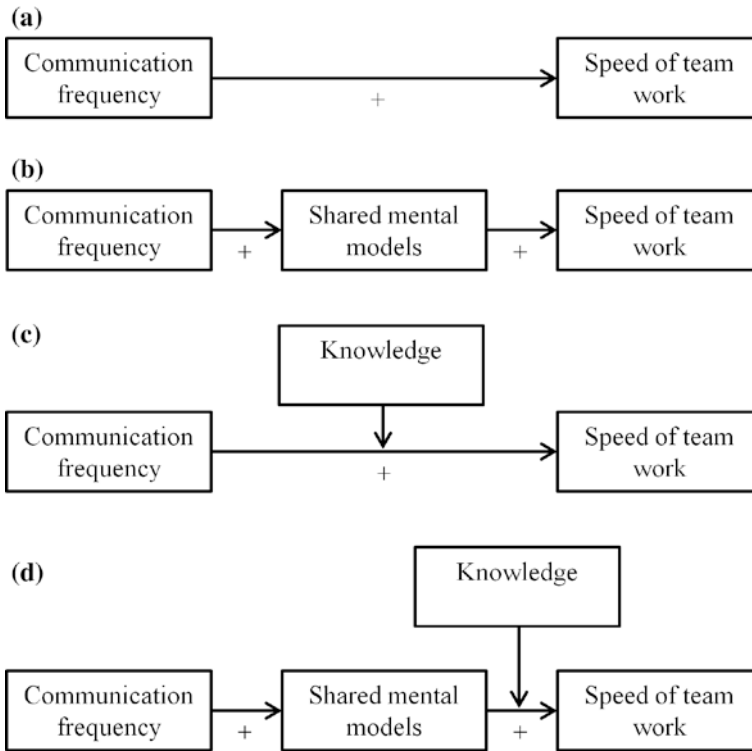 (a)
Communication
frequency
Speed of team
work
+
(b)
Communication
frequency
Shared mental
models
Speed of team
work
+
+
(c)
Knowledge
Communication
frequency
Speed of team
work
+
(d)
Knowledge
Communication
frequency
Shared mental
models
Speed of team
work
+
+